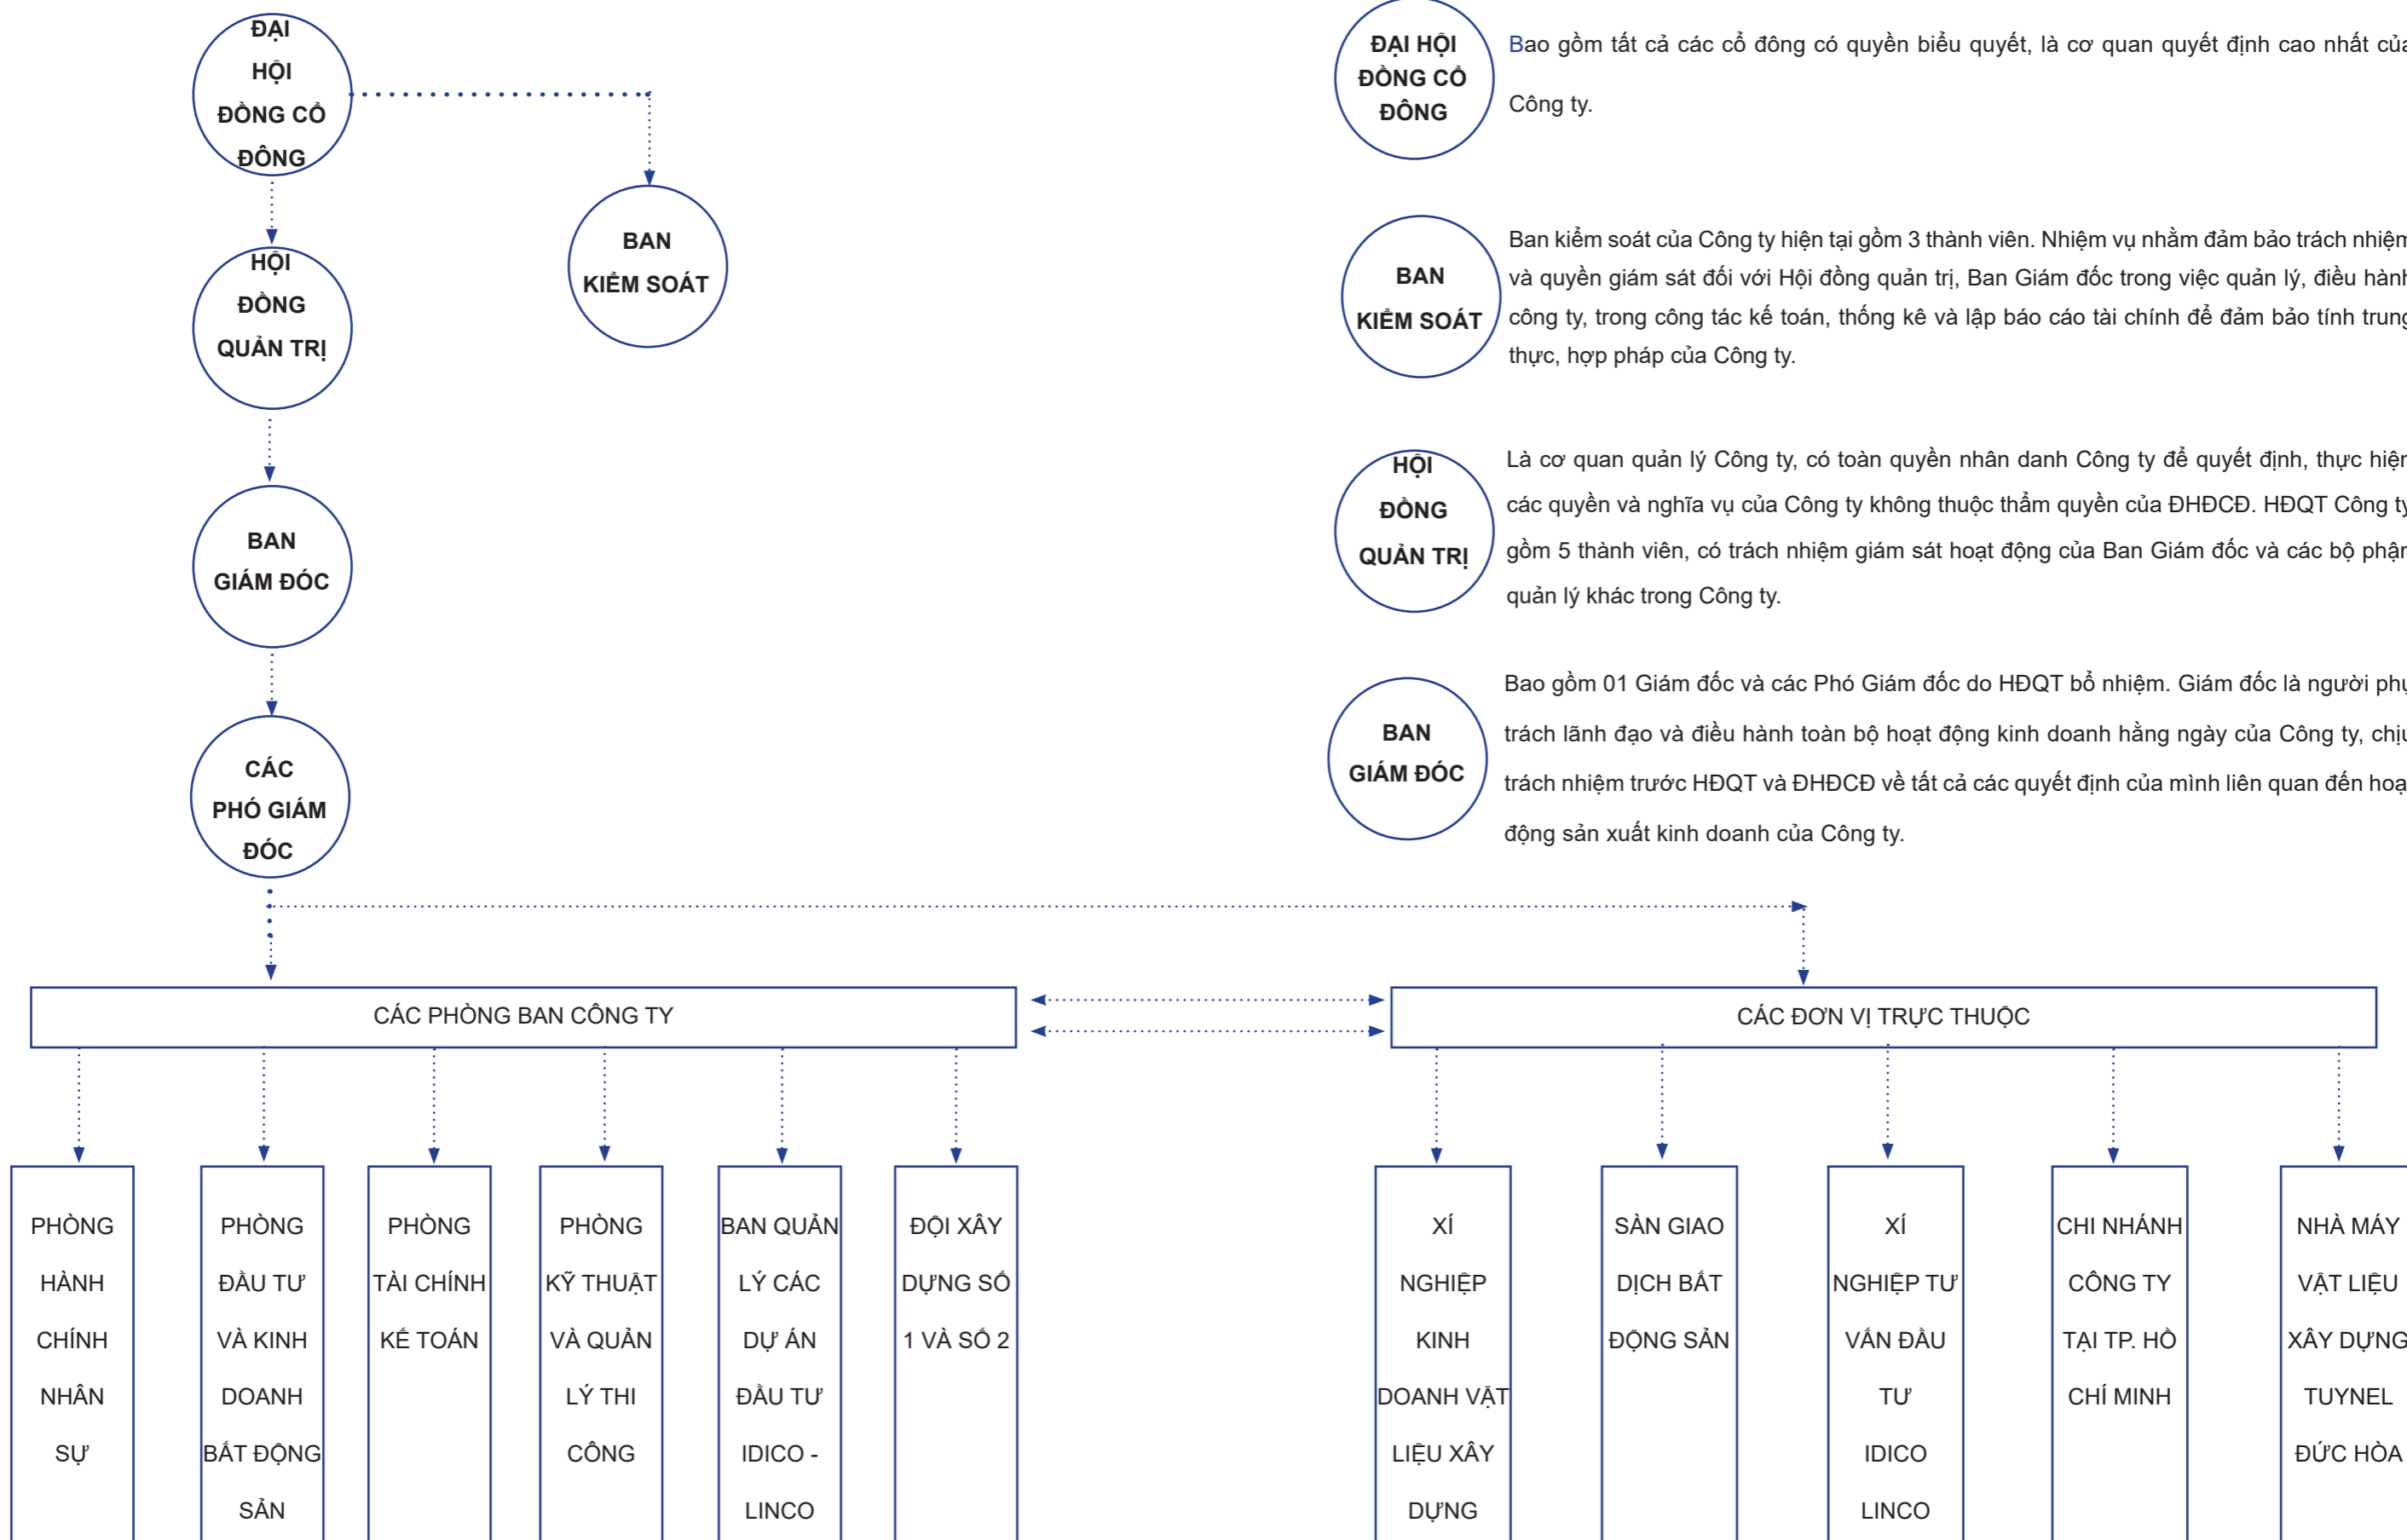 ĐẠI
HỘI
ĐỒNG CỔ
ĐÔNG
BAN
KIỂM SOÁT
HỘI
ĐỒNG
QUẢN TRỊ
BAN
GIÁM ĐÓC
CÁC
PHÓ GIÁM
ĐÓC
ĐẠI HỘI
ĐỒNG CỔ
ĐÔNG
Bao gồm tất cả các cổ đông có quyền biểu quyết, là cơ quan quyết định cao nhất của
Công ty.
BAN
KIỂM SOÁT
Ban kiểm soát của Công ty hiện tại gồm 3 thành viên. Nhiệm vụ nhằm đảm bảo trách nhiệm
và quyền giám sát đối với Hội đồng quản trị, Ban Giám đốc trong việc quản lý, điều hành
công ty, trong công tác kế toán, thống kê và lập báo cáo tài chính để đảm bảo tính trung
thực, hợp pháp của Công ty.
HỘI
ĐỒNG
QUẢN TRỊ
Là cơ quan quản lý Công ty, có toàn quyền nhân danh Công ty để quyết định, thực hiện
các quyền và nghĩa vụ của Công ty không thuộc thẩm quyền của ĐHĐCĐ. HĐQT Công ty
gồm 5 thành viên, có trách nhiệm giám sát hoạt động của Ban Giám đốc và các bộ phận
quản lý khác trong Công ty.
BAN
GIÁM ĐÓC
Bao gồm 01 Giám đốc và các Phó Giám đốc do HĐQT bổ nhiệm. Giám đốc là người phụ
trách lãnh đạo và điều hành toàn bộ hoạt động kinh doanh hằng ngày của Công ty, chịu
trách nhiệm trước HĐQT và ĐHĐCĐ về tất cả các quyết định của mình liên quan đến hoạt
động sản xuất kinh doanh của Công ty.
CÁC PHÒNG BAN CÔNG TY
CÁC ĐƠN VỊ TRỰC THUỘC
PHÒNG
HÀNH
CHÍNH
NHÂN
SỰ
PHÒNG
ĐẦU TƯ
VÀ KINH
DOANH
BẤT ĐỘNG
SẢN
PHÒNG
TÀI CHÍNH
KẾ TOÁN
PHÒNG
KỸ THUẬT
VÀ QUẢN
LÝ THI
CÔNG
BAN QUẢN
LÝ CÁC
DỰ ÁN
ĐẦU TƯ
IDICO -
LINCO
ĐỘI XÂY
DỰNG SỐ
1 VÀ SỐ 2
XÍ
NGHIỆP
KINH
DOANH VẬT
LIỆU XÂY
DỰNG
SÀN GIAO
DỊCH BẤT
ĐỘNG SẢN
XÍ
NGHIỆP TƯ
VẤN ĐẦU
TƯ
IDICO
LINCO
CHI NHÁNH
CÔNG TY
TẠI TP. HỒ
CHÍ MINH
NHÀ MÁY
VẬT LIỆU
XÂY DỰNG
TUYNEL
ĐỨC HÒA